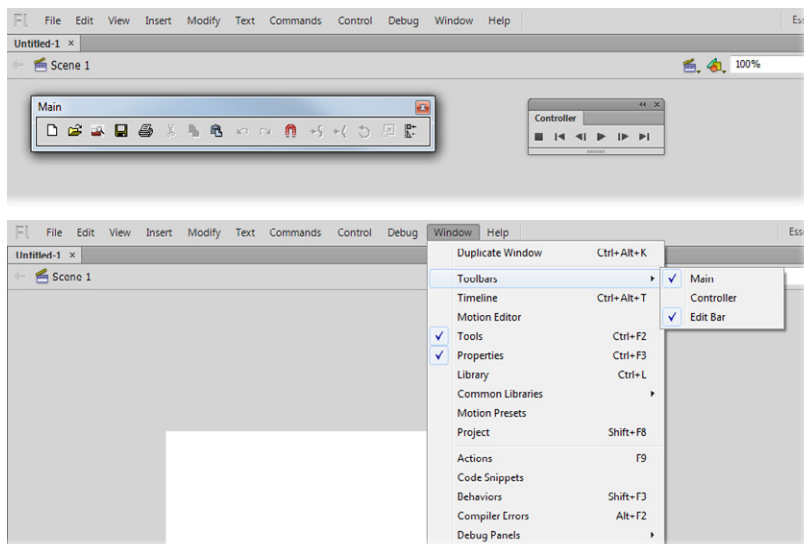 Fl File Edit View Insert Modify Text Commands Control Debug Window Help
Untitled-1 ×
Scene 1
100%
Main
Controller
Fl File Edit View Insert Modify Text Commands Control Debug Window Help
Untitled-1 ×
Scene 1
Duplicate Window Ctrl+Alt+K
Toolbars
Main
Controller
Edit Bar
Timeline Ctrl+Alt+T
Motion Editor
Tools Ctrl+F2
Properties Ctrl+F3
Library Ctrl+L
Common Libraries
Motion Presets
Project Shift+F8
Actions F9
Code Snippets
Behaviors Shift+F3
Compiler Errors Alt+F2
Debug Panels